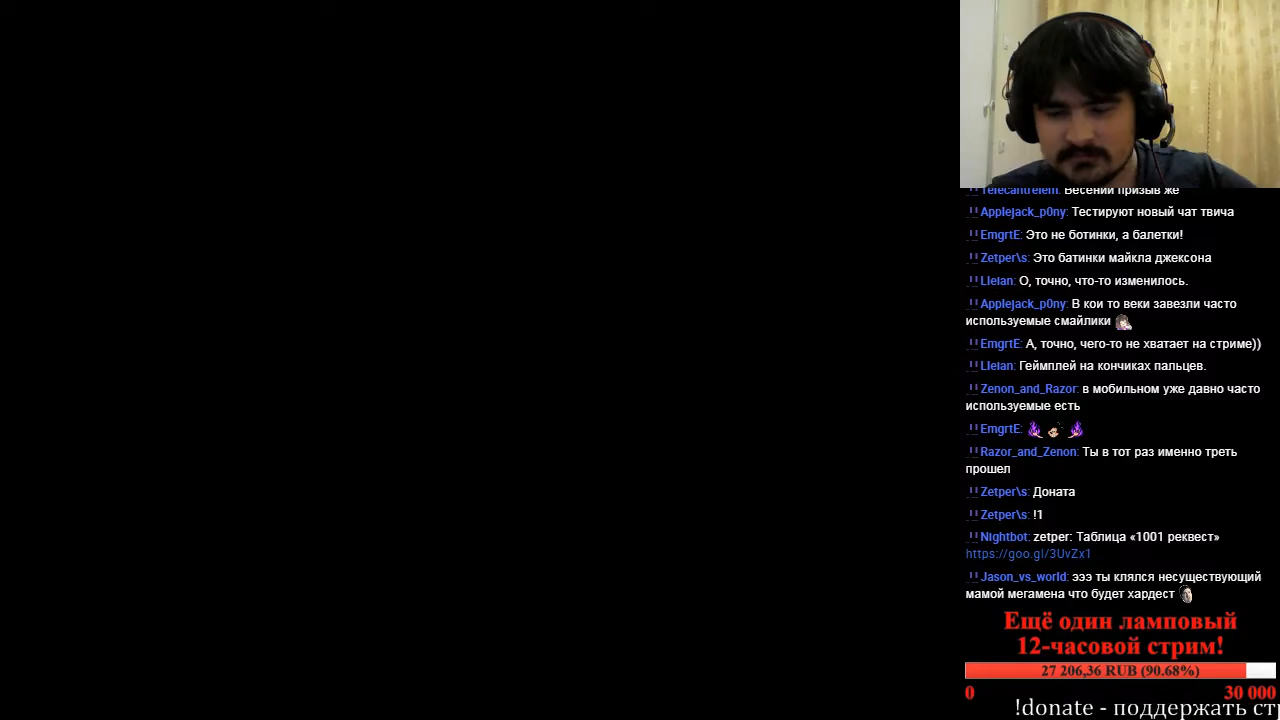 Telecantrelem: Весений призыв же
Applejack_p0ny: Тестируют новый чат твича
EmgrtE: Это не ботинки, а балетки!
Zetper\s: Это батинки майкла джексона
Lleian: О, точно, что-то изменилось.
Applejack_p0ny: В кои то веки завезли часто
используемые смайлики
EmgrtE: А, точно, чего-то не хватает на стриме))
Lleian: Геймплей на кончиках пальцев.
Zenon_and_Razor: в мобильном уже давно часто
используемые есть
EmgrtE:
Razor_and_Zenon: Ты в тот раз именно треть
прошел
Zetper\s: Доната
Zetper\s: !1
Nightbot: zetper: Таблица «1001 реквест»
https://goo.gl/3UvZx1
Jason_vs_world: эээ ты клялся несуществующий
мамой мегамена что будет хардест
Ещё один ламповый
12-часовой стрим!
27 206,36 RUB (90.68%)
0 30 000
!donate - поддержать ст